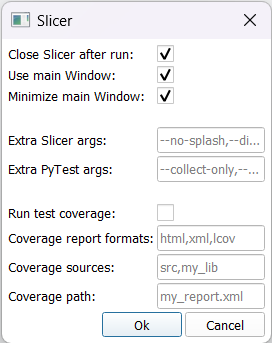 Slicer
Close Slicer after run:
Use main Window:
Minimize main Window:
Extra Slicer args: --no-splash,--di...
Extra PyTest args: --collect-only,--...
Run test coverage:
Coverage report formats: html,xml,lcov
Coverage sources: src,my_lib
Coverage path: my_report.xml
Ok Cancel